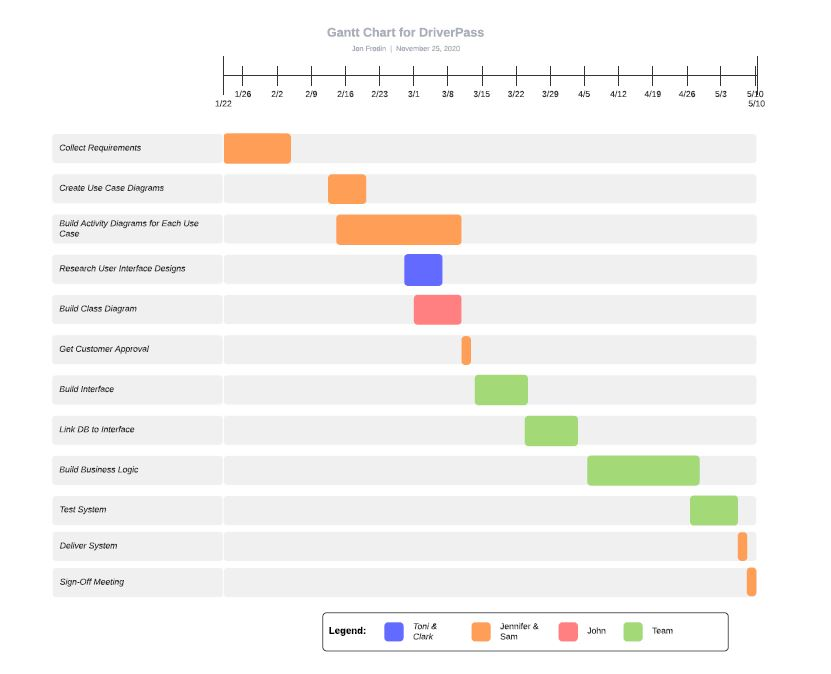 Gantt Chart for DriverPass
Jon Frodin | November 25, 2020
1/26 2/2 2/9 2/16 2/23 3/1 3/8 3/15 3/22 3/29 4/5 4/12 4/19 4/26 5/3 5/10
1/22 5/10
Collect Requirements
Create Use Case Diagrams
Build Activity Diagrams for Each Use
Case
Research User Interface Designs
Build Class Diagram
Get Customer Approval
Build Interface
Link DB to Interface
Build Business Logic
Test System
Deliver System
Sign-Off Meeting
Legend:
Toni &
Clark
Jennifer &
Sam
John
Team